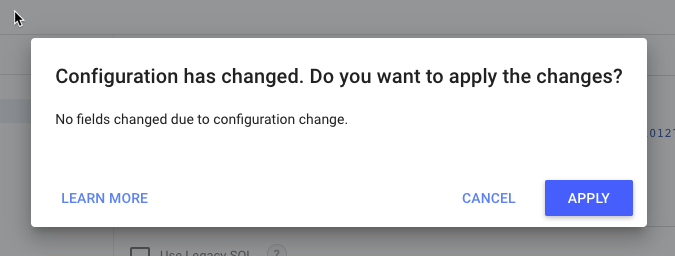 Configuration has changed. Do you want to apply the changes?
No fields changed due to configuration change.
0127
LEARN MORE
CANCEL
APPLY
Use Legacy SQL
?